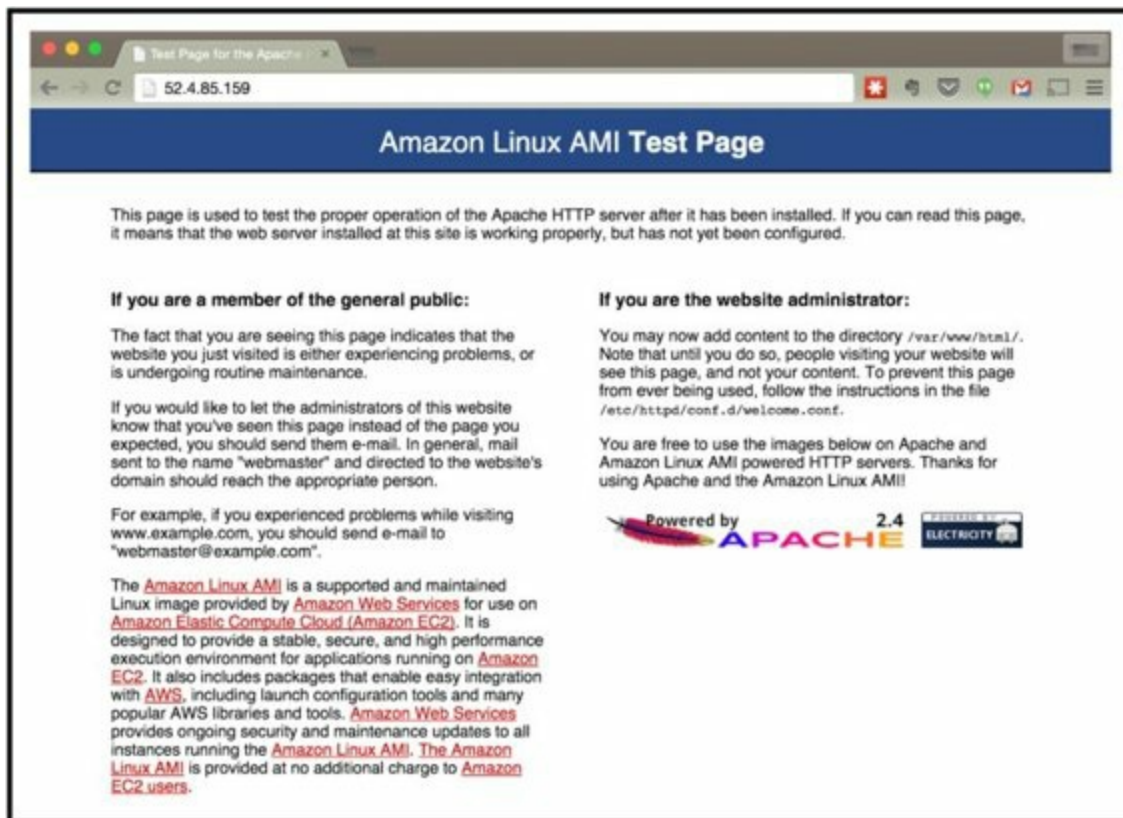 Test Page for the Apache
52.4.85.159
Amazon Linux AMI Test Page
This page is used to test the proper operation of the Apache HTTP server after it has been installed. If you can read this page,
it means that the web server installed at this site is working properly, but has not yet been configured.
If you are a member of the general public:
The fact that you are seeing this page indicates that the
website you just visited is either experiencing problems, or
is undergoing routine maintenance.
If you would like to let the administrators of this website
know that you've seen this page instead of the page you
expected, you should send them e-mail. In general, mail
sent to the name "webmaster" and directed to the website's
domain should reach the appropriate person.
For example, if you experienced problems while visiting
www.example.com, you should send e-mail to
"webmaster@example.com".
The Amazon Linux AMI is a supported and maintained
Linux image provided by Amazon Web Services for use on
Amazon Elastic Compute Cloud (Amazon EC2). It is
designed to provide a stable, secure, and high performance
execution environment for applications running on Amazon
EC2. It also includes packages that enable easy integration
with AWS, including launch configuration tools and many
popular AWS libraries and tools. Amazon Web Services
provides ongoing security and maintenance updates to all
instances running the Amazon Linux AMI. The Amazon
Linux AMI is provided at no additional charge to Amazon
EC2 users.
If you are the website administrator:
You may now add content to the directory /var/www/html/.
Note that until you do so, people visiting your website will
see this page, and not your content. To prevent this page
from ever being used, follow the instructions in the file
/etc/httpd/conf.d/welcome.conf.
You are free to use the images below on Apache and
Amazon Linux AMI powered HTTP servers. Thanks for
using Apache and the Amazon Linux AMI!
Powered by 2.4
APACHE
POWERED BY
ELECTRICITY